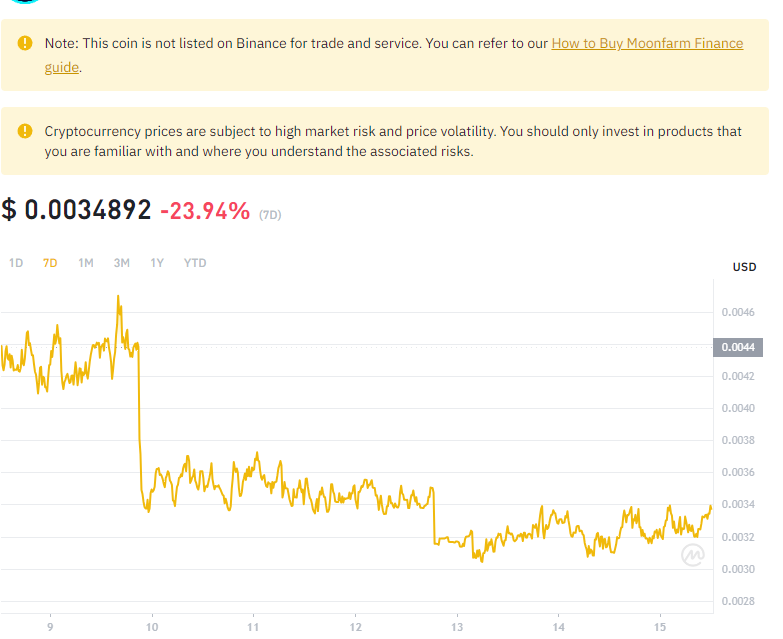 Note: This coin is not listed on Binance for trade and service. You can refer to our How to Buy Moonfarm Finance
guide.
Cryptocurrency prices are subject to high market risk and price volatility. You should only invest in products that
you are familiar with and where you understand the associated risks.
$ 0.0034892 -23.94% (7D)
1D 7D 1M 3M 1Y YTD
USD
0.0046
0.0044
0.0042
0.0040
0.0038
0.0036
0.0034
0.0032
0.0030
0.0028
9 10 11 12 13 14 15